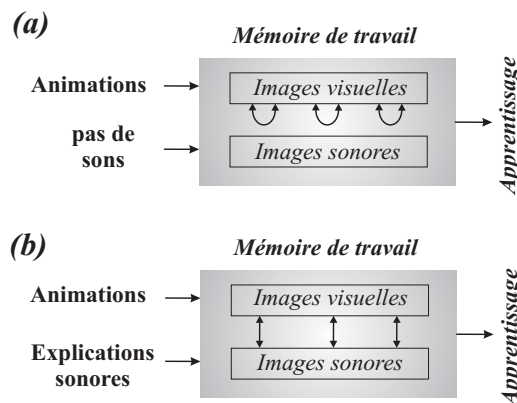 (a)
Mémoire de travail
Animations
Images visuelles
pas de
sons
Images sonores
Apprentissage
(b)
Mémoire de travail
Animations
Images visuelles
Explications
sonores
Images sonores
Apprentissage